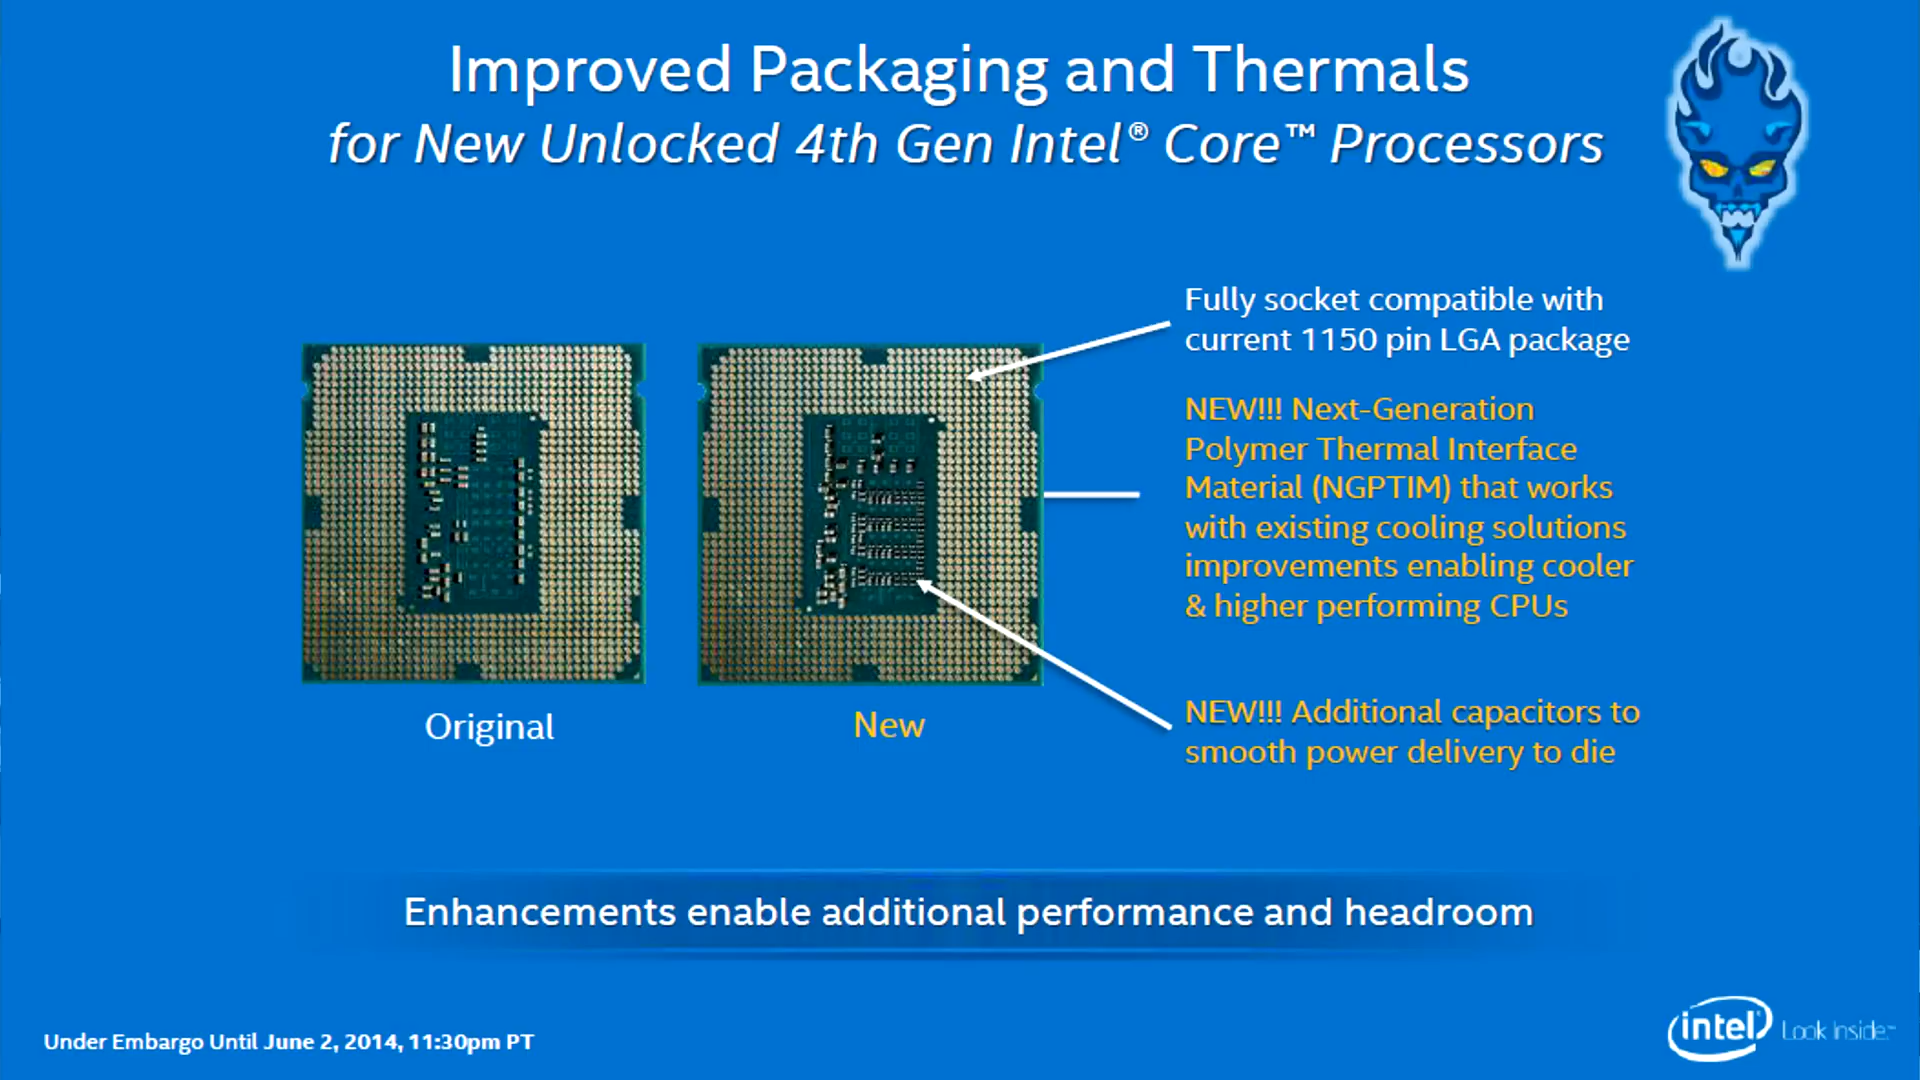 Improved Packaging and Thermals
for New Unlocked 4th Gen Intel® Core™ Processors
Fully socket compatible with
current 1150 pin LGA package
NEW!!! Next-Generation
Polymer Thermal Interface
Material (NGPTIM) that works
with existing cooling solutions
improvements enabling cooler
& higher performing CPUs
NEW!!! Additional capacitors to
smooth power delivery to die
Original
New
Enhancements enable additional performance and headroom
Under Embargo Until June 2, 2014, 11:30pm PT
intel Look Inside.™